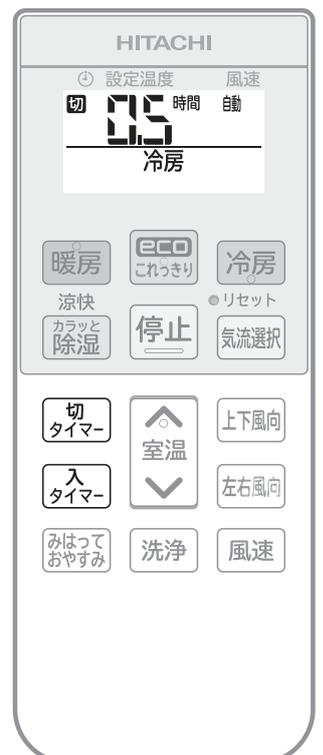 HITACHI
設定温度 風速
切 0.5 時間 自動
冷房
暖房 eco これっきり 冷房
涼快 リセット
カラッと 除湿 停止 気流選択
切 タイマー 室温 上下風向
入 タイマー 左右風向
みはって おやすみ 洗浄 風速